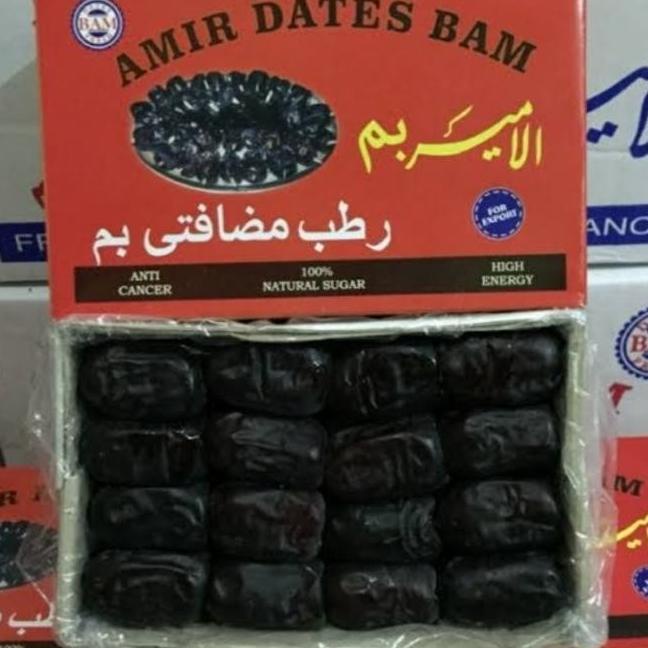 BAM
AMIR DATES BAM
الامیر بم
رطب مضافتی بم
FOR
EXPORT
ANTI
CANCER
100%
NATURAL SUGAR
HIGH
ENERGY